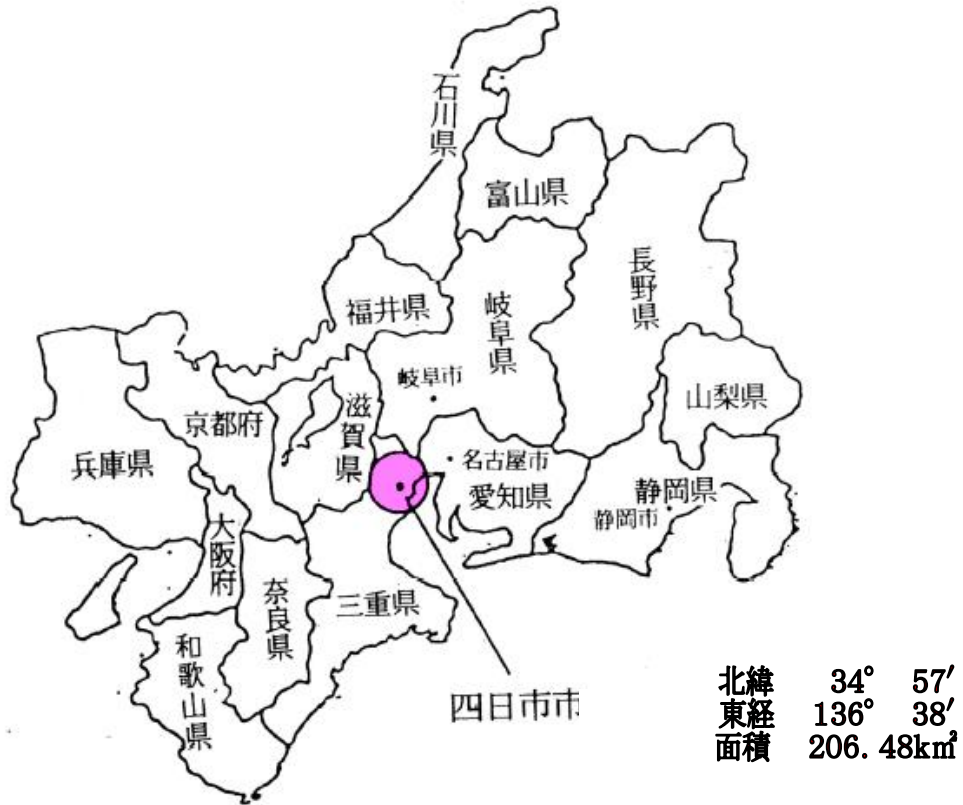 石川県
富山県
長野県
福井県
岐阜県
岐阜市
山梨県
滋賀県
京都府
兵庫県
名古屋市
愛知県
静岡県
静岡市
大阪府
奈良県
三重県
和歌山県
四日市市
北緯 34° 57′
東経 136° 38′
面積 206.48km²